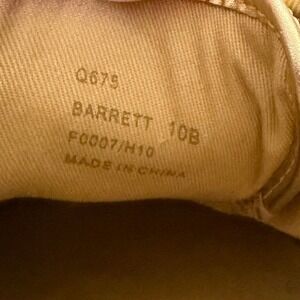 Q675
BARRETT 10B
F0007/H10
MADE IN CHINA